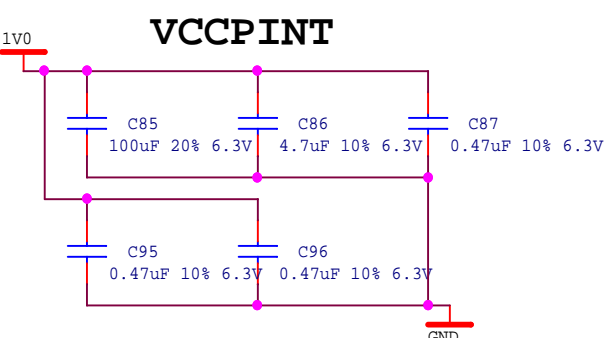 VCCPINT
1V0
C85 C86 C87
100uF 20% 6.3V 4.7uF 10% 6.3V 0.47uF 10% 6.3V
C95 C96
0.47uF 10% 6.3V 0.47uF 10% 6.3V
GND